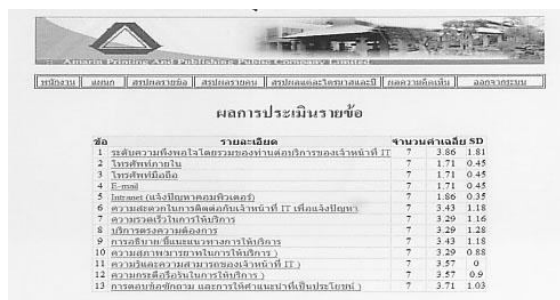 Amarin Printing And Publishing Public Company Limited
พนักงาน แผนก สรุปผลรายข้อ สรุปผลรายคน สรุปผลแต่ละไตรมาสและปี ผลความคิดเห็น ออกจากระบบ
ผลการประเมินรายข้อ
ข้อ รายละเอียด จำนวน ค่าเฉลี่ย SD
1 ระดับความพึงพอใจโดยรวมของท่านต่อบริการของเจ้าหน้าที่ IT 7 3.86 1.81
2 โทรศัพท์ภายใน 7 1.71 0.45
3 โทรศัพท์มือถือ 7 1.71 0.45
4 E-mail 7 1.71 0.45
5 Intranet (แจ้งปัญหาคอมพิวเตอร์) 7 1.86 0.35
6 ความสะดวกในการติดต่อกับเจ้าหน้าที่ IT เพื่อแจ้งปัญหา 7 3.43 1.18
7 ความรวดเร็วในการให้บริการ 7 3.29 1.16
8 บริการตรงความต้องการ 7 3.29 1.28
9 การอธิบาย/ชี้แนะแนวทางการให้บริการ 7 3.43 1.18
10 ความสุภาพ/มารยาทในการให้บริการ ) 7 3.29 0.88
11 ความรู้และความสามารถของเจ้าหน้าที่ IT ) 7 3.57 0
12 ความกระตือรือร้นในการให้บริการ ) 7 3.57 0.9
13 การตอบข้อซักถาม และการให้คำแนะนำที่เป็นประโยชน์ ) 7 3.71 1.03